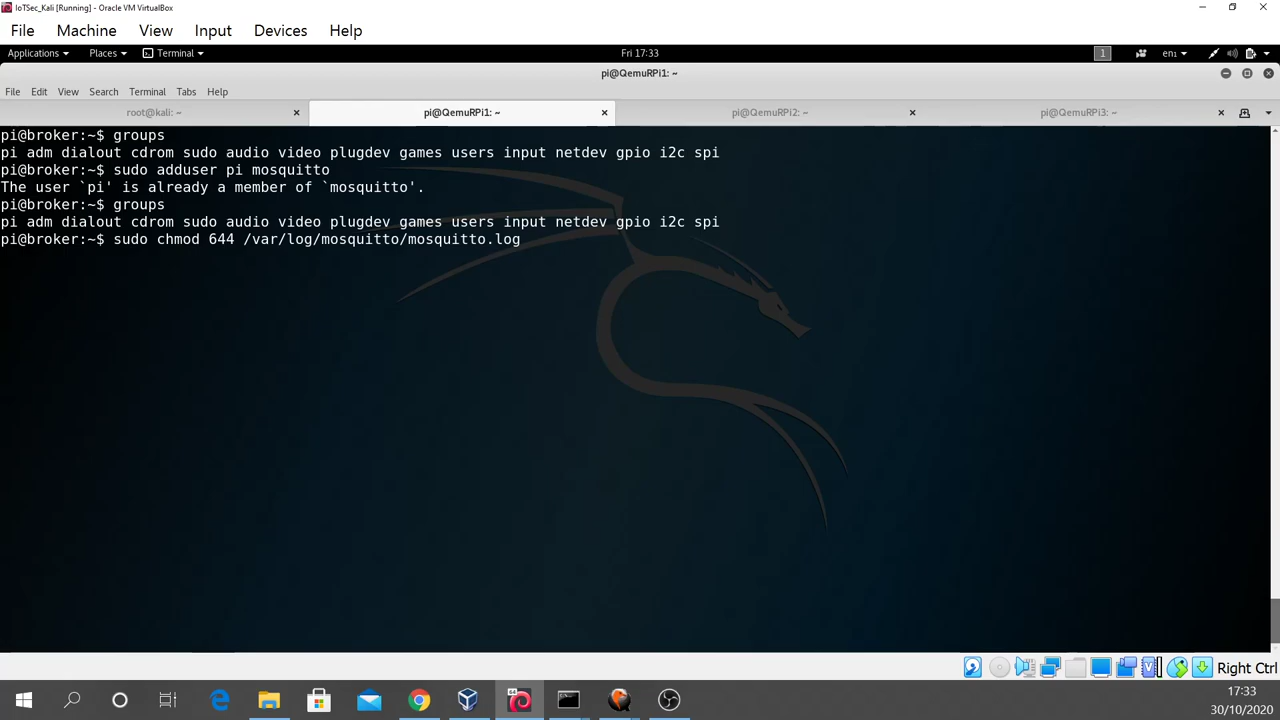 IoTSec_Kali [Running] - Oracle VM VirtualBox
File Machine View Input Devices Help
Applications Places Terminal Fri 17:33 1 en1
pi@QemuRPi1: ~
File Edit View Search Terminal Tabs Help
root@kali: ~ pi@QemuRPi1: ~ pi@QemuRPi2: ~ pi@QemuRPi3: ~
pi@broker:~$ groups
pi adm dialout cdrom sudo audio video plugdev games users input netdev gpio i2c spi
pi@broker:~$ sudo adduser pi mosquitto
The user `pi' is already a member of `mosquitto'.
pi@broker:~$ groups
pi adm dialout cdrom sudo audio video plugdev games users input netdev gpio i2c spi
pi@broker:~$ sudo chmod 644 /var/log/mosquitto/mosquitto.log
Right Ctrl
17:33
30/10/2020